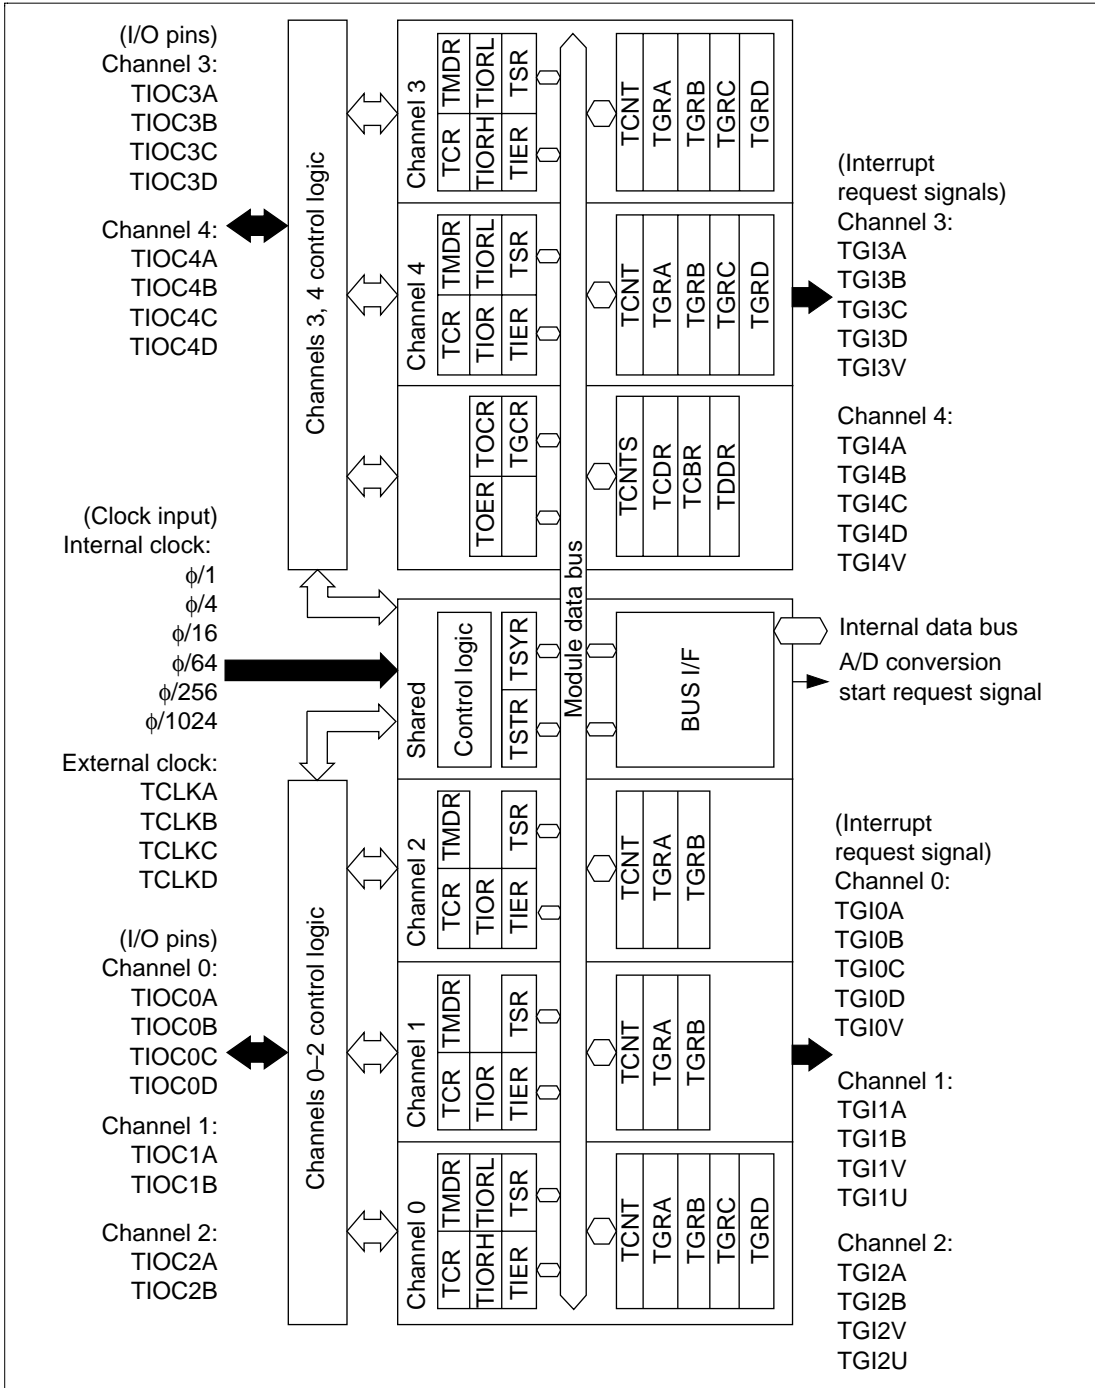 (I/O pins)
Channel 3:
TIOC3A
TIOC3B
TIOC3C
TIOC3D
Channel 4:
TIOC4A
TIOC4B
TIOC4C
TIOC4D
(Clock input)
Internal clock:
ϕ/1
ϕ/4
ϕ/16
ϕ/64
ϕ/256
ϕ/1024
External clock:
TCLKA
TCLKB
TCLKC
TCLKD
(I/O pins)
Channel 0:
TIOC0A
TIOC0B
TIOC0C
TIOC0D
Channel 1:
TIOC1A
TIOC1B
Channel 2:
TIOC2A
TIOC2B
Channels 3, 4 control logic
Channels 0–2 control logic
Channel 3
TMDR
TIORL
TSR
TCR
TIORH
TIER
TCNT
TGRA
TGRB
TGRC
TGRD
Channel 4
TMDR
TIORL
TSR
TCR
TIOR
TIER
TCNT
TGRA
TGRB
TGRC
TGRD
TOCR
TGCR
TOER
TCNTS
TCDR
TCBR
TDDR
Module data bus
Shared
Control logic
TSYR
TSTR
BUS I/F
Channel 2
TMDR
TSR
TCR
TIOR
TIER
TCNT
TGRA
TGRB
Channel 1
TMDR
TSR
TCR
TIOR
TIER
TCNT
TGRA
TGRB
Channel 0
TMDR
TIORL
TSR
TCR
TIORH
TIER
TCNT
TGRA
TGRB
TGRC
TGRD
(Interrupt
request signals)
Channel 3:
TGI3A
TGI3B
TGI3C
TGI3D
TGI3V
Channel 4:
TGI4A
TGI4B
TGI4C
TGI4D
TGI4V
Internal data bus
A/D conversion
start request signal
(Interrupt
request signal)
Channel 0:
TGI0A
TGI0B
TGI0C
TGI0D
TGI0V
Channel 1:
TGI1A
TGI1B
TGI1V
TGI1U
Channel 2:
TGI2A
TGI2B
TGI2V
TGI2U